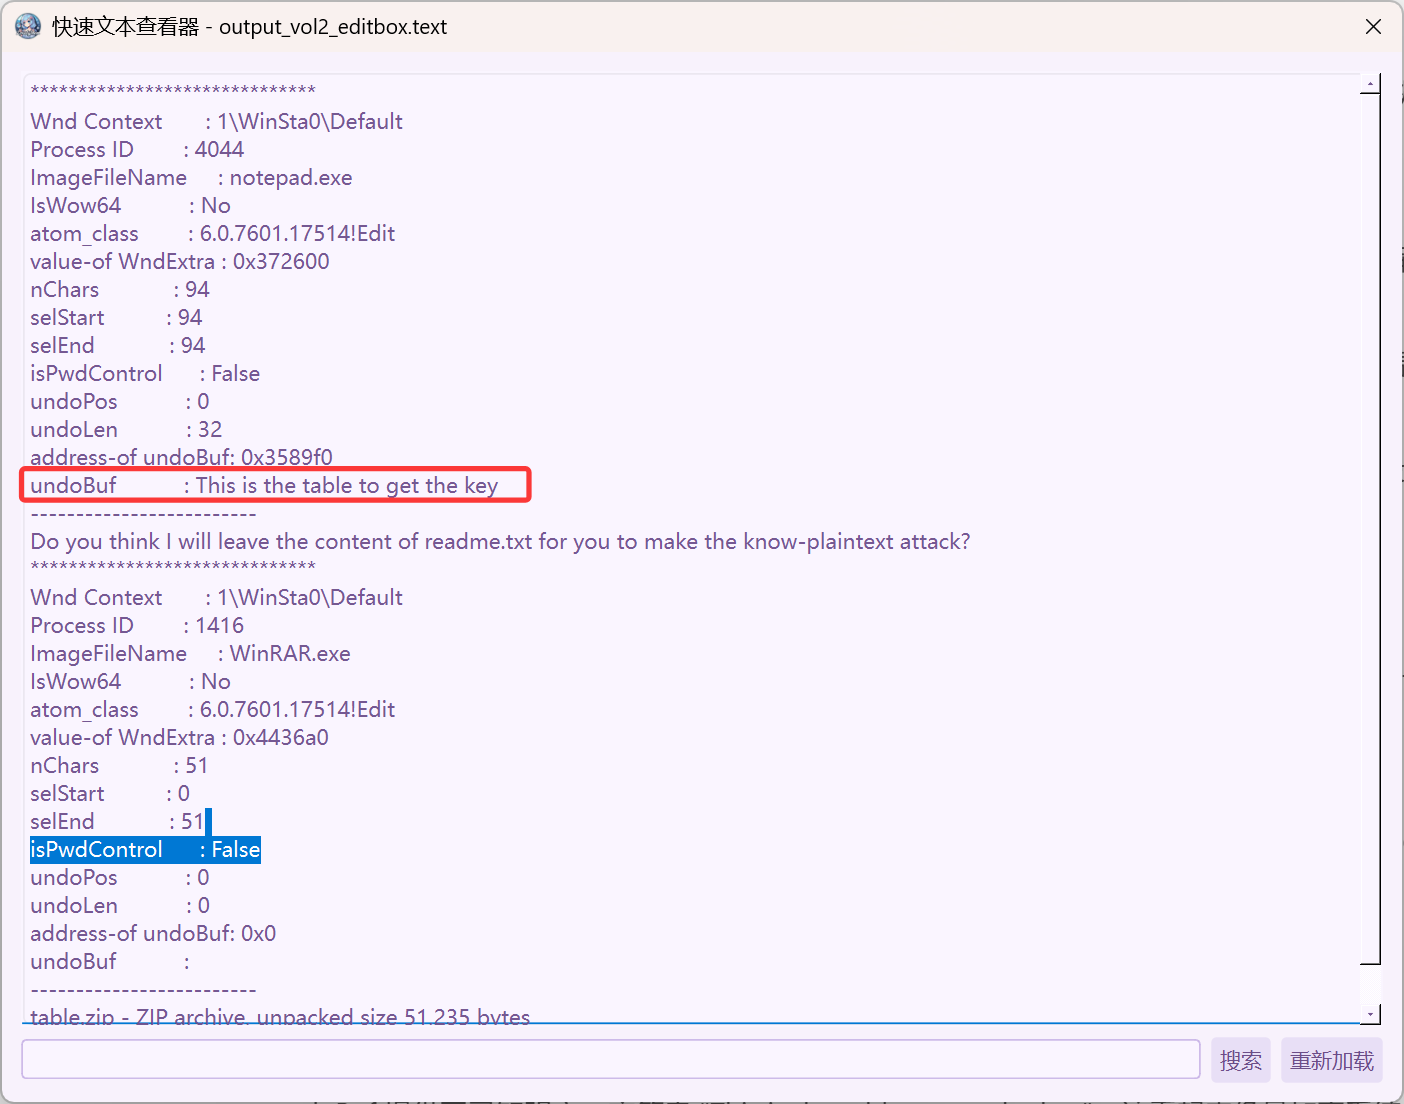 快速文本查看器 - output_vol2_editbox.text
******************************
Wnd Context : 1\WinSta0\Default
Process ID : 4044
ImageFileName : notepad.exe
IsWow64 : No
atom_class : 6.0.7601.17514!Edit
value-of WndExtra : 0x372600
nChars : 94
selStart : 94
selEnd : 94
isPwdControl : False
undoPos : 0
undoLen : 32
address-of undoBuf: 0x3589f0
undoBuf : This is the table to get the key
-------------------------
Do you think I will leave the content of readme.txt for you to make the know-plaintext attack?
******************************
Wnd Context : 1\WinSta0\Default
Process ID : 1416
ImageFileName : WinRAR.exe
IsWow64 : No
atom_class : 6.0.7601.17514!Edit
value-of WndExtra : 0x4436a0
nChars : 51
selStart : 0
selEnd : 51
isPwdControl : False
undoPos : 0
undoLen : 0
address-of undoBuf: 0x0
undoBuf :
-------------------------
table.zip - ZIP archive, unpacked size 51,235 bytes
搜索
重新加载